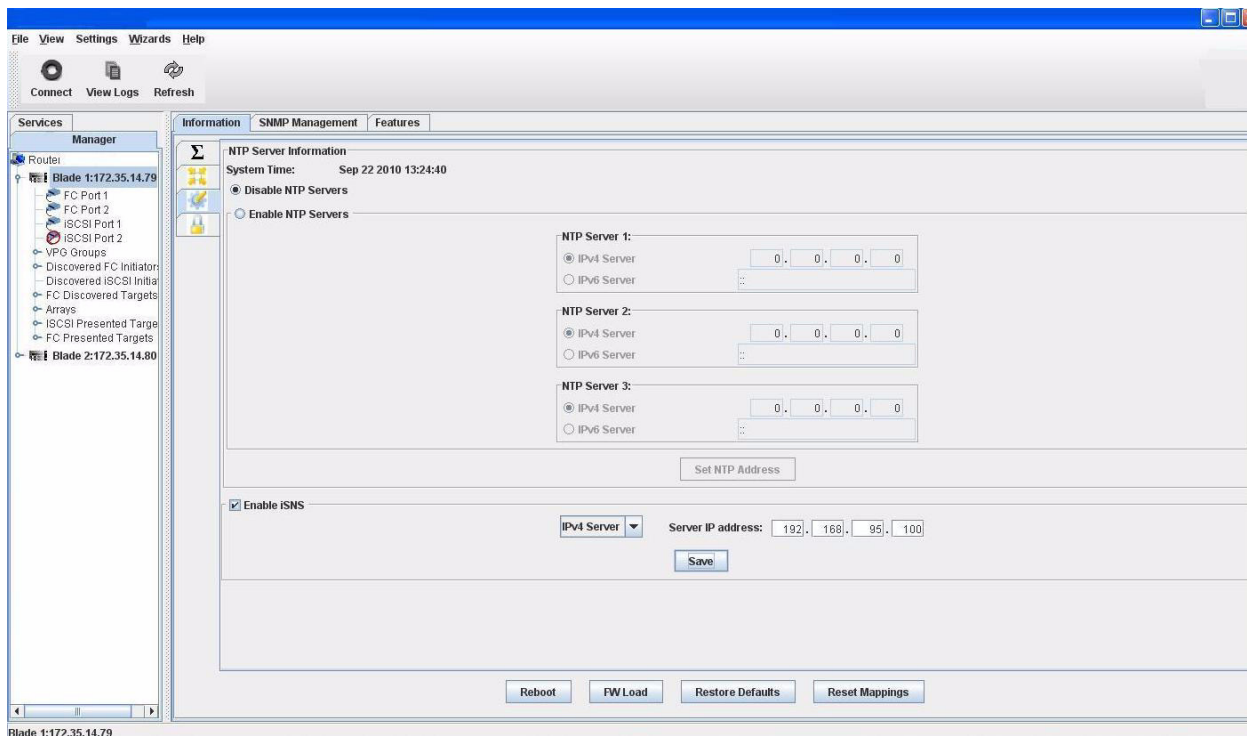 File View Settings Wizards Help
Connect View Logs Refresh
Services
Manager
Router
Blade 1:172.35.14.79
FC Port 1
FC Port 2
iSCSI Port 1
iSCSI Port 2
VPG Groups
Discovered FC Initiators
Discovered iSCSI Initia
FC Discovered Targets
Arrays
ISCSI Presented Targe
FC Presented Targets
Blade 2:172.35.14.80
Information SNMP Management Features
Σ
NTP Server Information
System Time: Sep 22 2010 13:24:40
Disable NTP Servers
Enable NTP Servers
NTP Server 1:
IPv4 Server 0. 0. 0. 0
IPv6 Server ::
NTP Server 2:
IPv4 Server 0. 0. 0. 0
IPv6 Server ::
NTP Server 3:
IPv4 Server 0. 0. 0. 0
IPv6 Server ::
Set NTP Address
Enable iSNS
IPv4 Server Server IP address: 192. 168. 95. 100
Save
Reboot FW Load Restore Defaults Reset Mappings
Blade 1:172.35.14.79